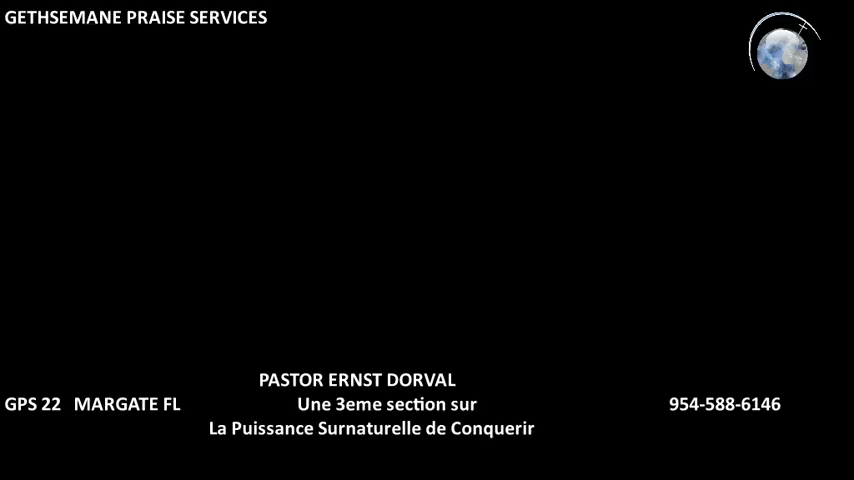 GETHSEMANE PRAISE SERVICES
PASTOR ERNST DORVAL
GPS 22 MARGATE FL Une 3eme section sur 954-588-6146
La Puissance Surnaturelle de Conquerir